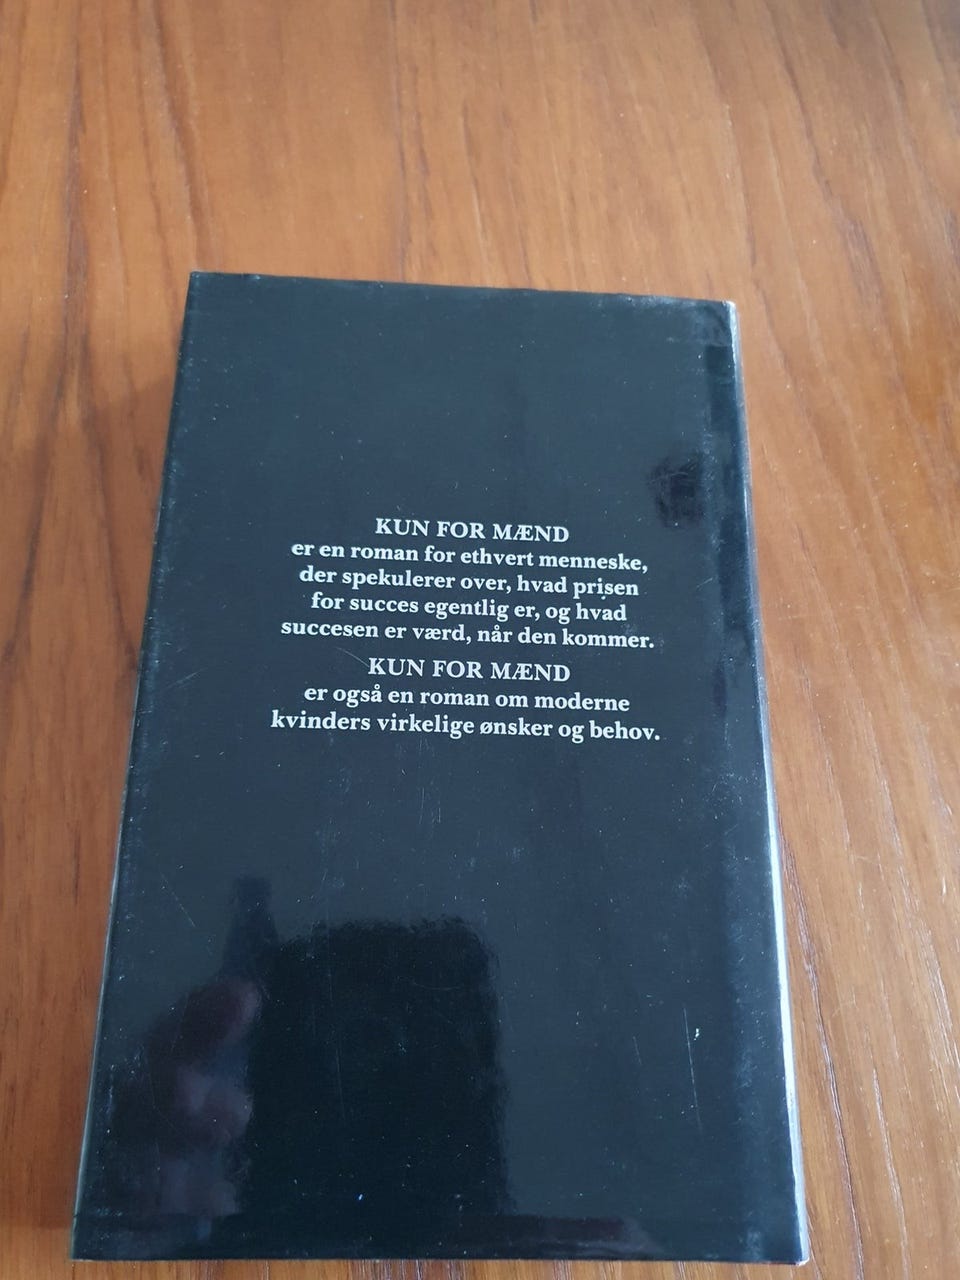 KUN FOR MÆND
er en roman for ethvert menneske,
der spekulerer over, hvad prisen
for succes egentlig er, og hvad
succesen er værd, når den kommer.
KUN FOR MÆND
er også en roman om moderne
kvinders virkelige ønsker og behov.